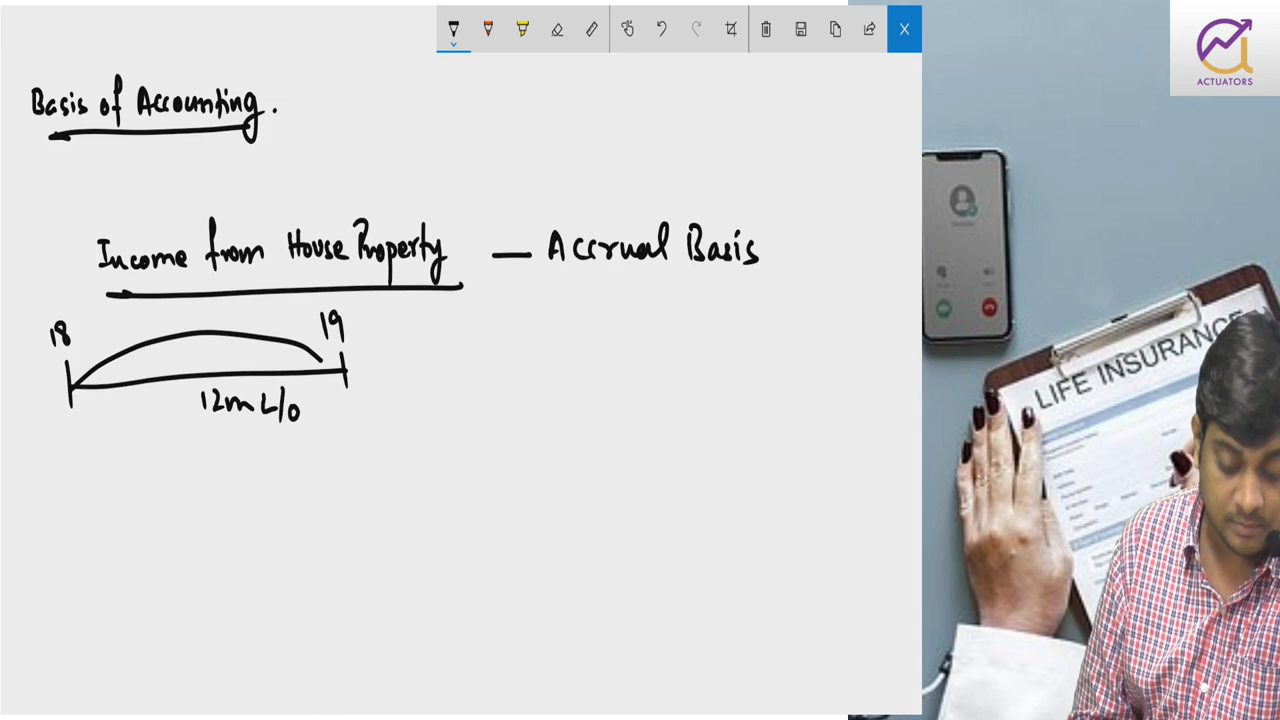 Basis of Accounting.
Income from House Property — Accrual Basis
18
19
12m L/O
ACTUATORS
LIFE INSURANCE
X